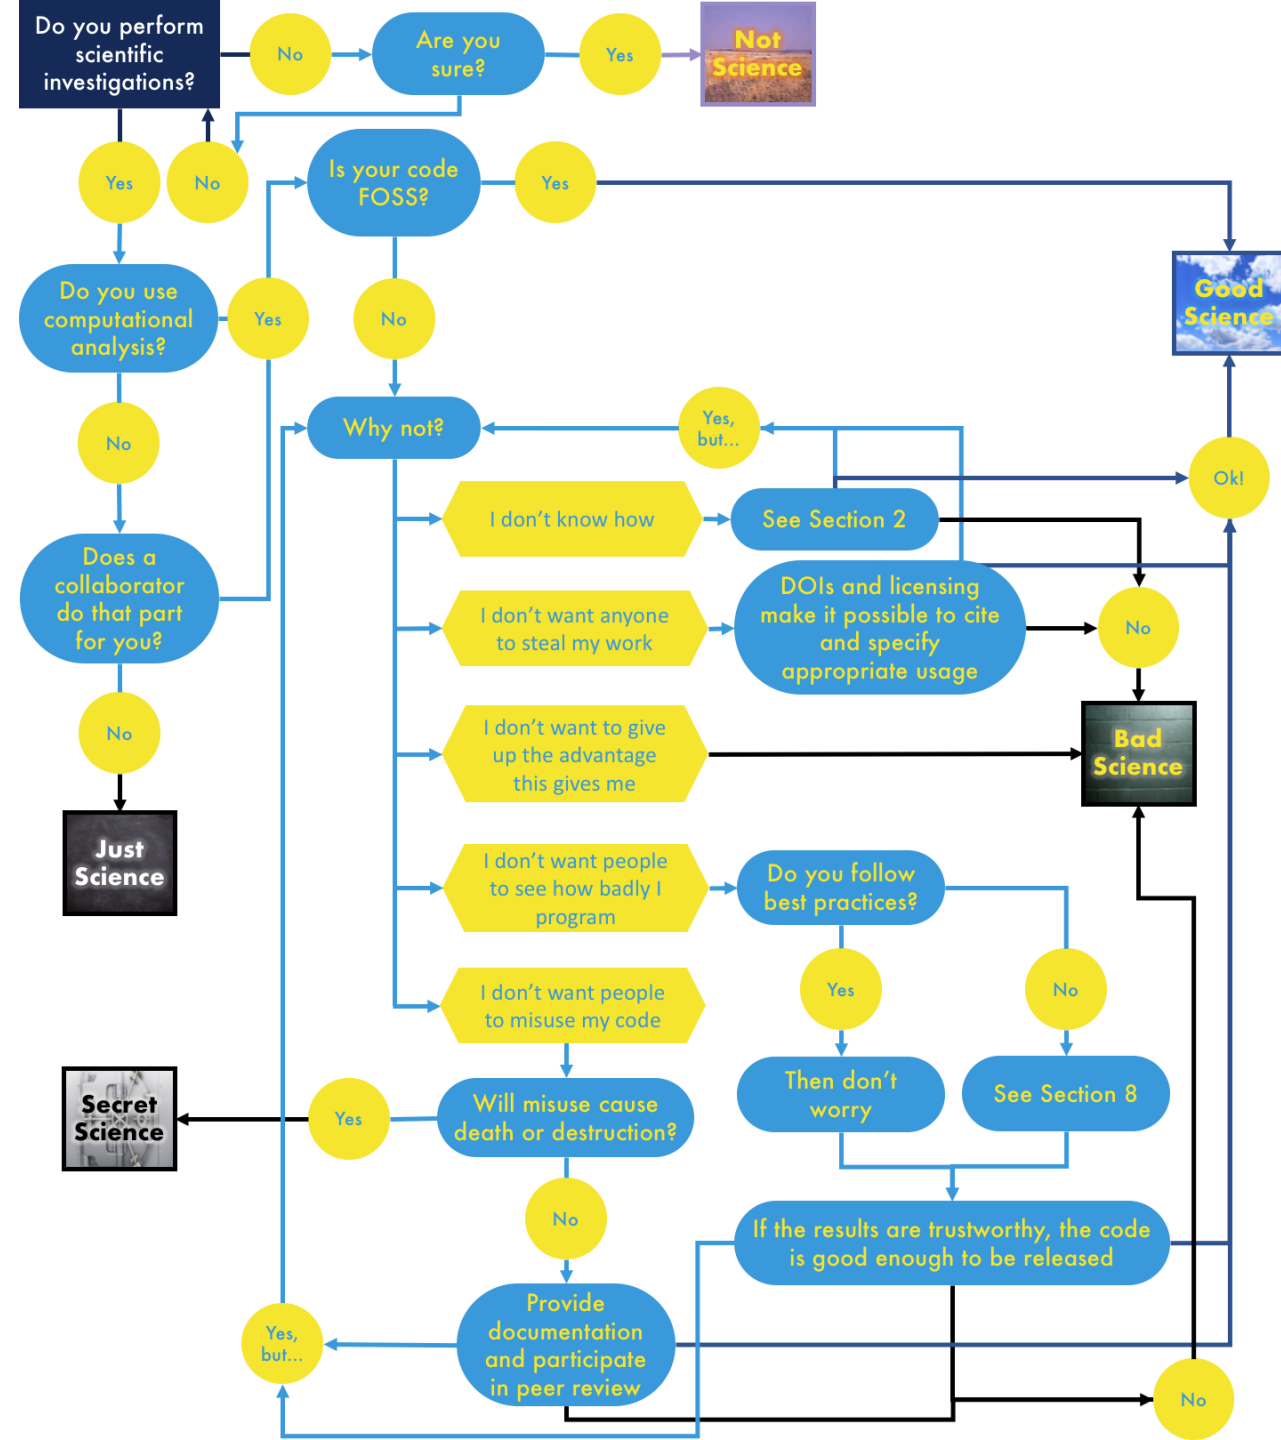 Do you perform
scientific
investigations?
No
Are you
sure?
Yes
Not
Science
Yes
No
Is your code
FOSS?
Yes
Good
Science
Do you use
computational
analysis?
Yes
No
No
Why not?
Yes,
but...
Ok!
I don't know how
See Section 2
Does a
collaborator
do that part
for you?
I don't want anyone
to steal my work
DOIs and licensing
make it possible to cite
and specify
appropriate usage
No
No
I don't want to give
up the advantage
this gives me
Bad
Science
Just
Science
I don't want people
to see how badly I
program
Do you follow
best practices?
Yes
No
I don't want people
to misuse my code
Then don't
worry
See Section 8
Secret
Science
Yes
Will misuse cause
death or destruction?
No
If the results are trustworthy, the code
is good enough to be released
Yes,
but...
Provide
documentation
and participate
in peer review
No